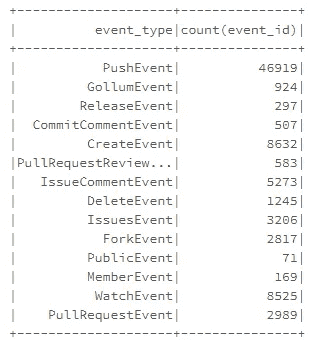 +--------------------+---------------+
|          event_type|count(event_id)|
+--------------------+---------------+
|           PushEvent|          46919|
|         GollumEvent|            924|
|        ReleaseEvent|            297|
|  CommitCommentEvent|            507|
|         CreateEvent|           8632|
|PullRequestReview...|            583|
|   IssueCommentEvent|           5273|
|         DeleteEvent|           1245|
|         IssuesEvent|           3206|
|           ForkEvent|           2817|
|         PublicEvent|             71|
|         MemberEvent|            169|
|          WatchEvent|           8525|
|    PullRequestEvent|           2989|
+--------------------+---------------+